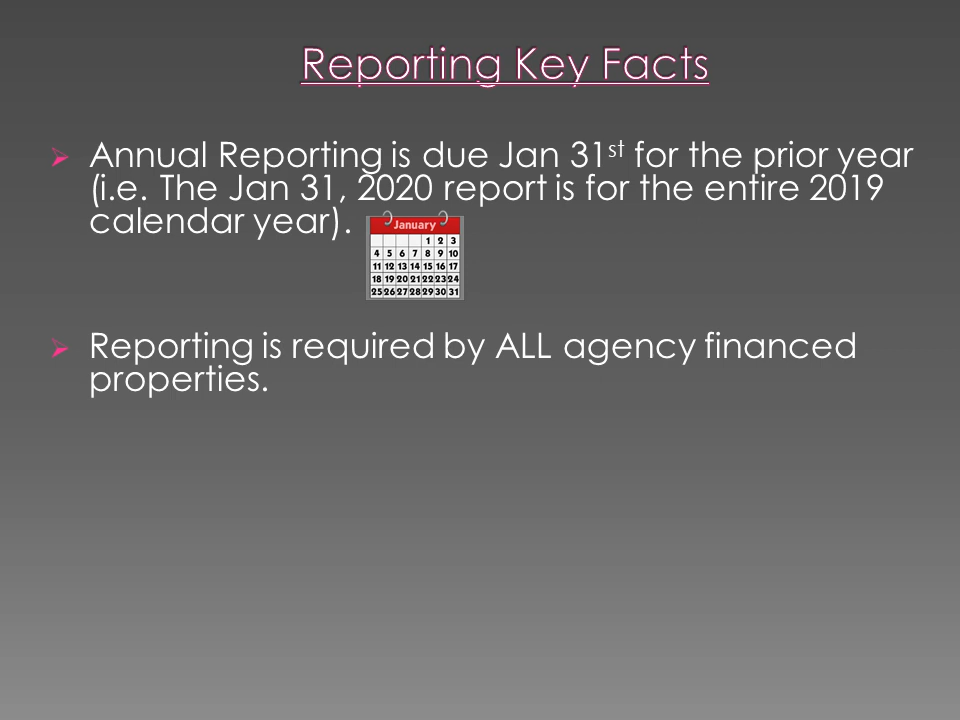 Reporting Key Facts
Annual Reporting is due Jan 31st for the prior year
(i.e. The Jan 31, 2020 report is for the entire 2019
calendar year).
January
1 2 3
4 5 6 7 8 9 10
11 12 13 14 15 16 17
18 19 20 21 22 23 24
25 26 27 28 29 30 31
Reporting is required by ALL agency financed
properties.